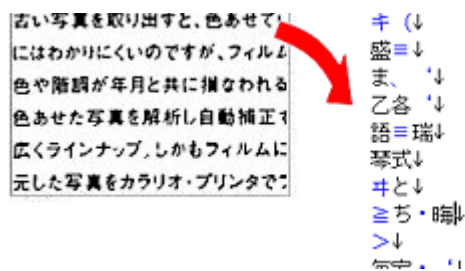 古い写真を取り出すと、色あせて
にはわかりにくいのですが、フィルム
色や階調が年月と共に損なわれる
色あせた写真を解析し自動補正す
広くラインナップ。しかもフィルムに
元した写真をカラリオ・プリンタで
キ (↓
盛≡↓
ま、 ‘↓
乙各 ‘↓
語≡瑞↓
琴式↓
キと↓
≧ち・晦↓
>↓